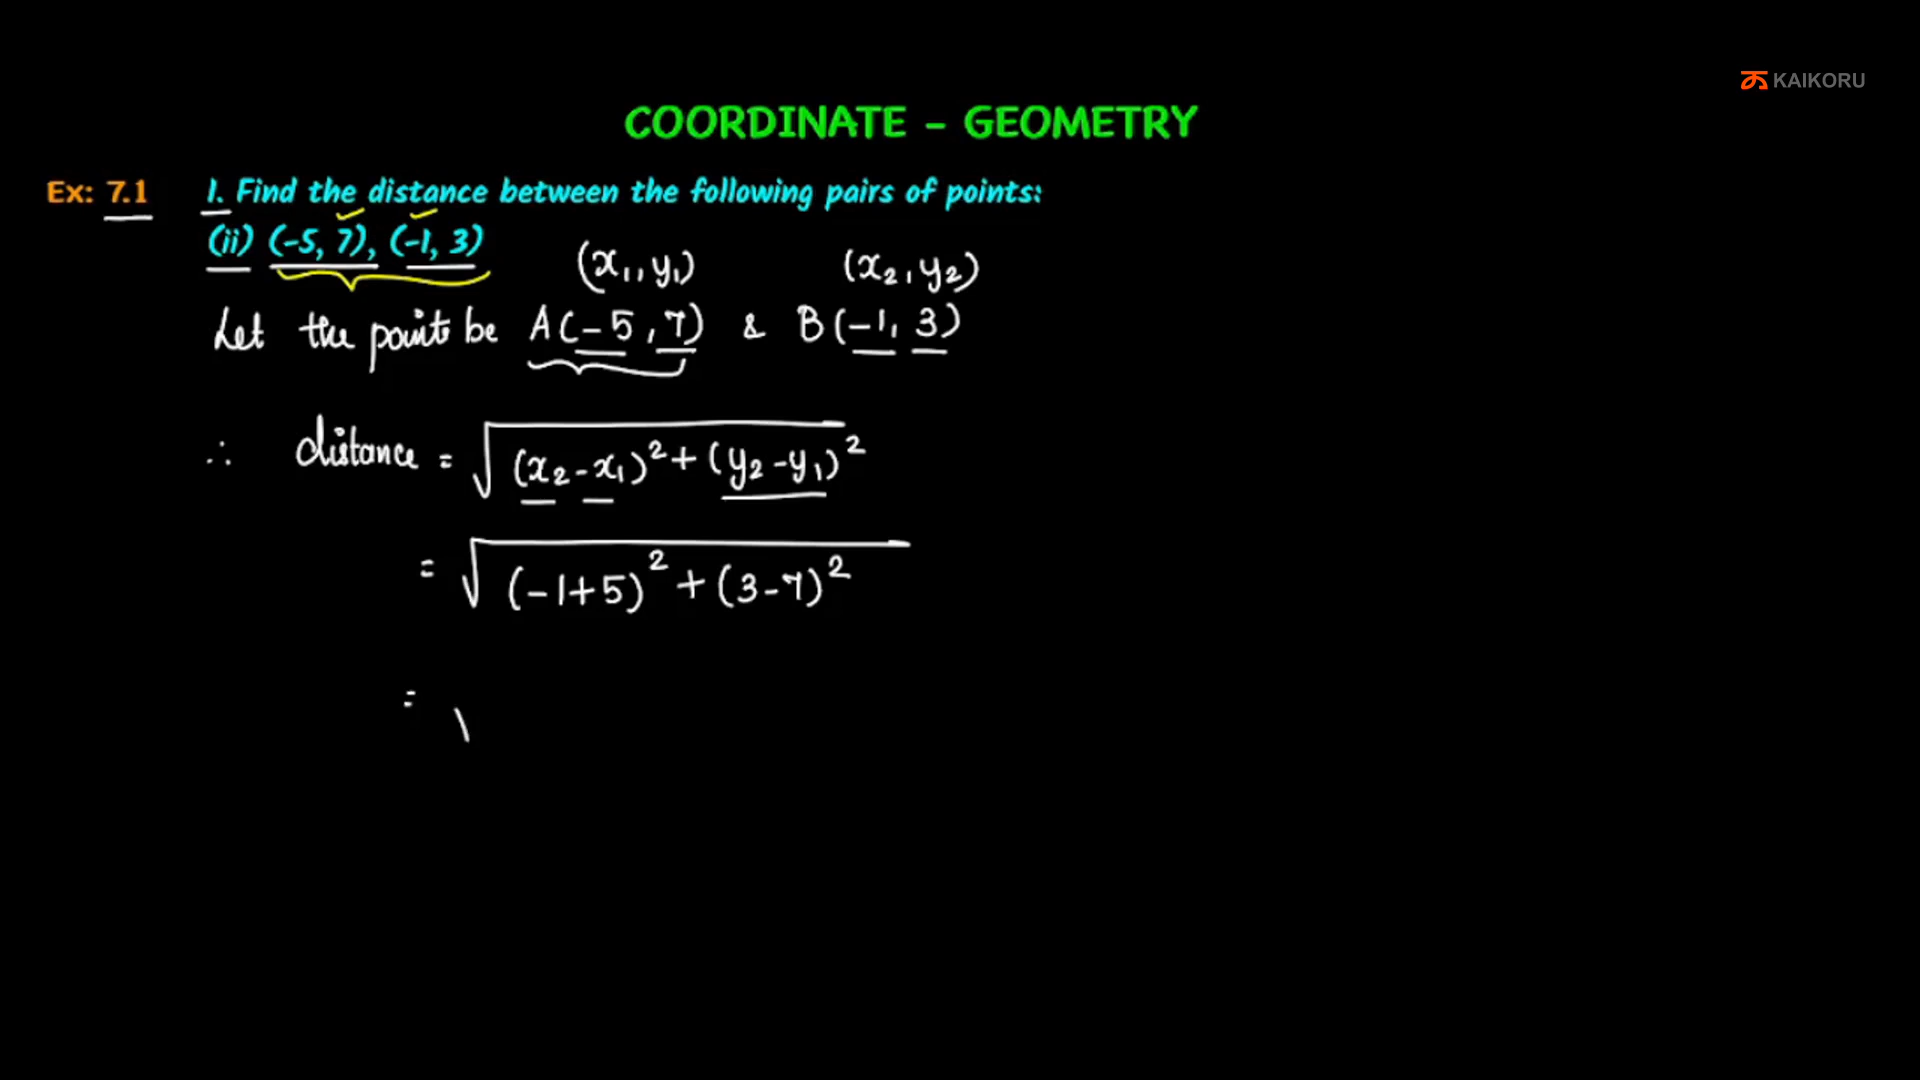 KAIKORU
COORDINATE - GEOMETRY
Ex: 7.1 1. Find the distance between the following pairs of points:
(ii) (-5, 7), (-1, 3)
(x₁, y₁) (x₂, y₂)
Let the points be A(-5, 7) & B(-1, 3)
∴ distance = √(x₂-x₁)²+(y₂-y₁)²
= √(-1+5)²+(3-7)²
=